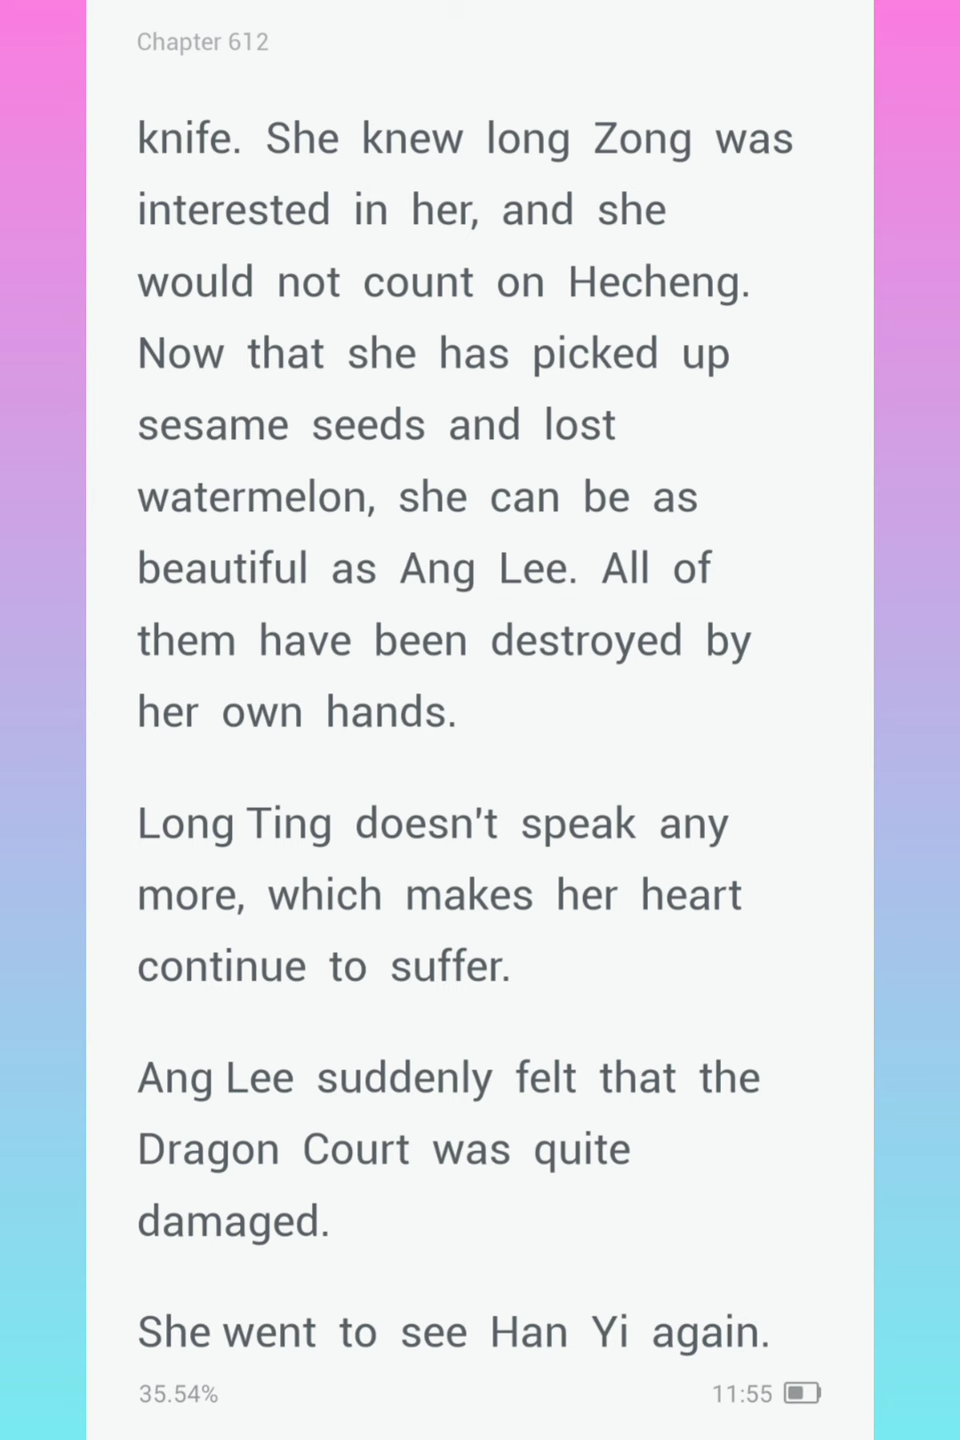 Chapter 612
knife. She knew long Zong was
interested in her, and she
would not count on Hecheng.
Now that she has picked up
sesame seeds and lost
watermelon, she can be as
beautiful as Ang Lee. All of
them have been destroyed by
her own hands.
Long Ting doesn't speak any
more, which makes her heart
continue to suffer.
Ang Lee suddenly felt that the
Dragon Court was quite
damaged.
She went to see Han Yi again.
35.54% 11:55